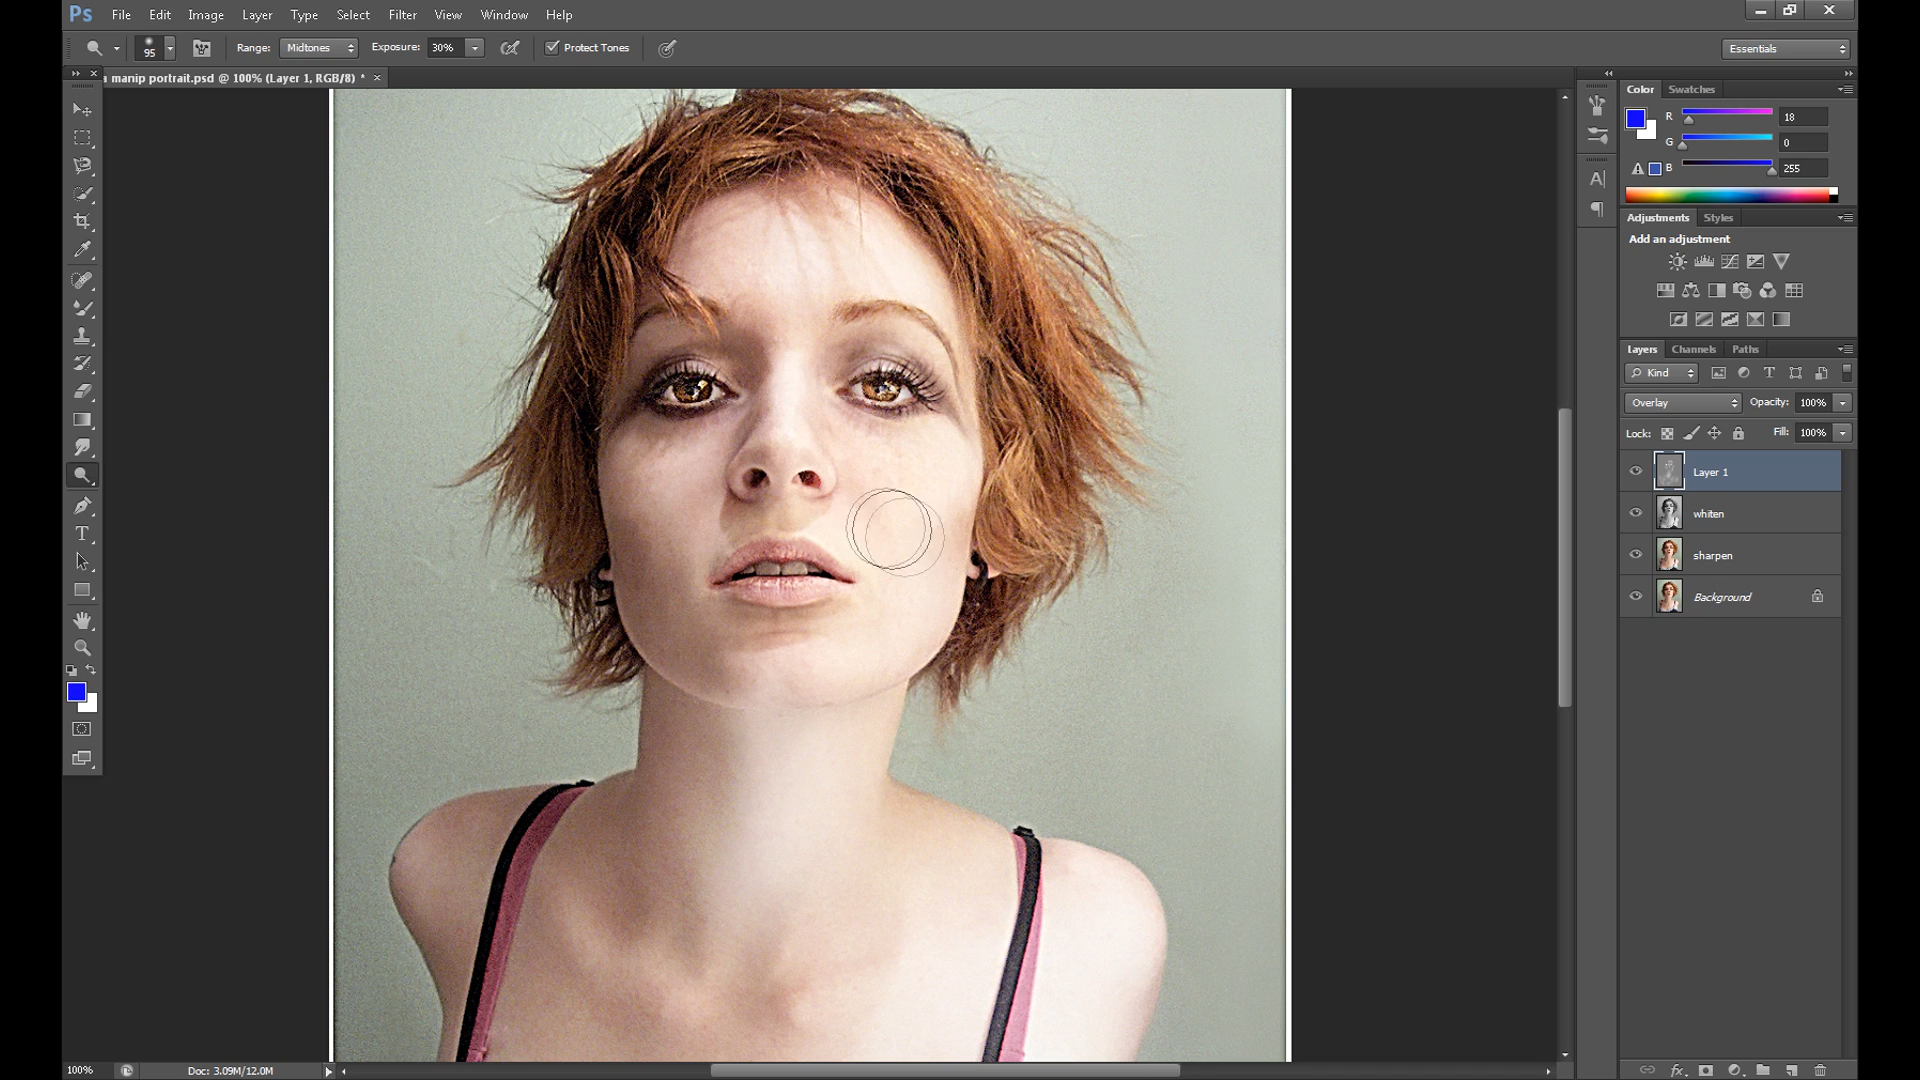 Ps File Edit Image Layer Type Select Filter View Window Help
95 Range: Midtones Exposure: 30% Protect Tones Essentials
a manip portrait.psd @ 100% (Layer 1, RGB/8) * ×
Color Swatches
R 18
G 0
B 255
Adjustments Styles
Add an adjustment
Layers Channels Paths
Kind
Overlay Opacity: 100%
Lock: Fill: 100%
Layer 1
whiten
sharpen
Background
100% Doc: 3.09M/12.0M